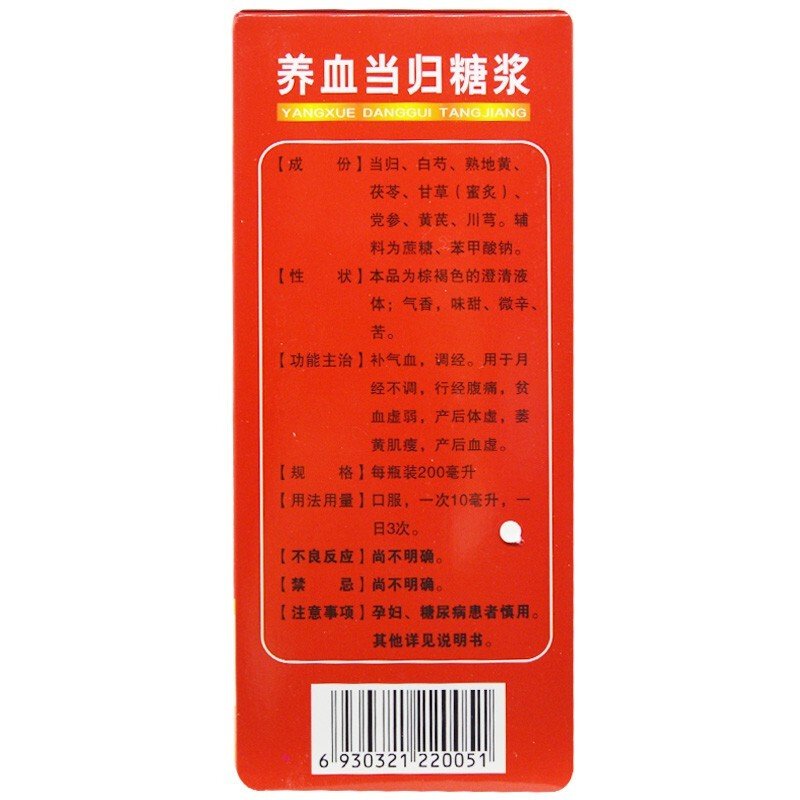 养血当归糖浆
YANGXUE DANGGUI TANGJIANG
【成 份】当归、白芍、熟地黄、
茯苓、甘草(蜜炙)、
党参、黄芪、川芎。辅
料为蔗糖、苯甲酸钠。
【性 状】本品为棕褐色的澄清液
体；气香，味甜、微辛、
苦。
【功能主治】补气血，调经。用于月
经不调，行经腹痛，贫
血虚弱，产后体虚，萎
黄肌瘦，产后血虚。
【规 格】每瓶装200毫升
【用法用量】口服，一次10毫升，一
日3次。
【不良反应】尚不明确。
【禁 忌】尚不明确。
【注意事项】孕妇、糖尿病患者慎用。
其他详见说明书。
6 930321 220051